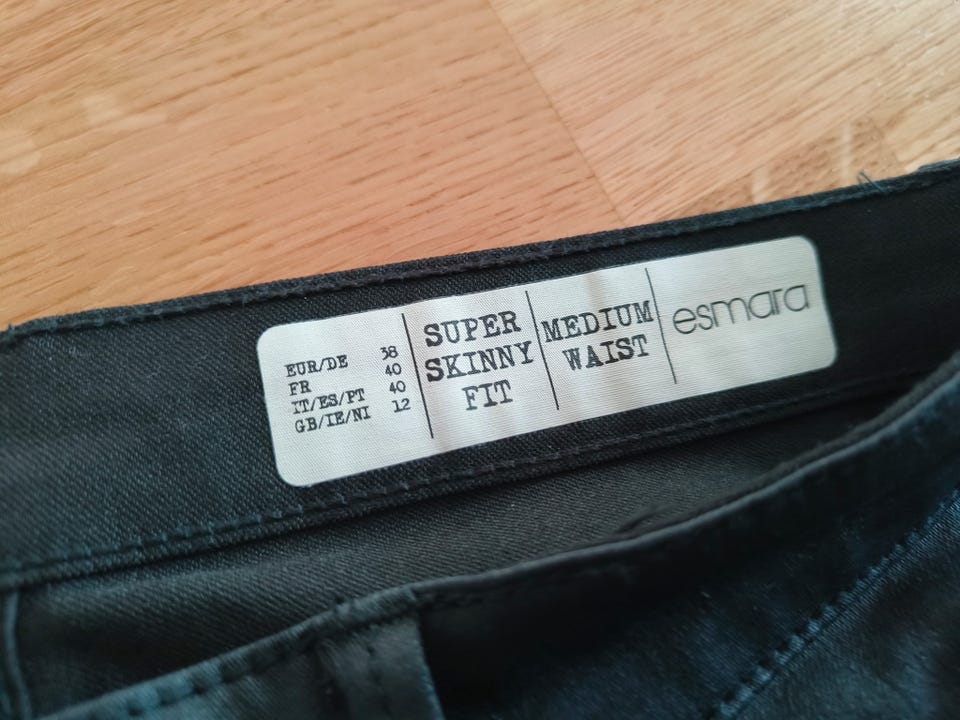 EUR/DE 38
FR 40
IT/ES/PT 40
GB/IE/NI 12
SUPER
SKINNY
FIT
MEDIUM
WAIST
esmara